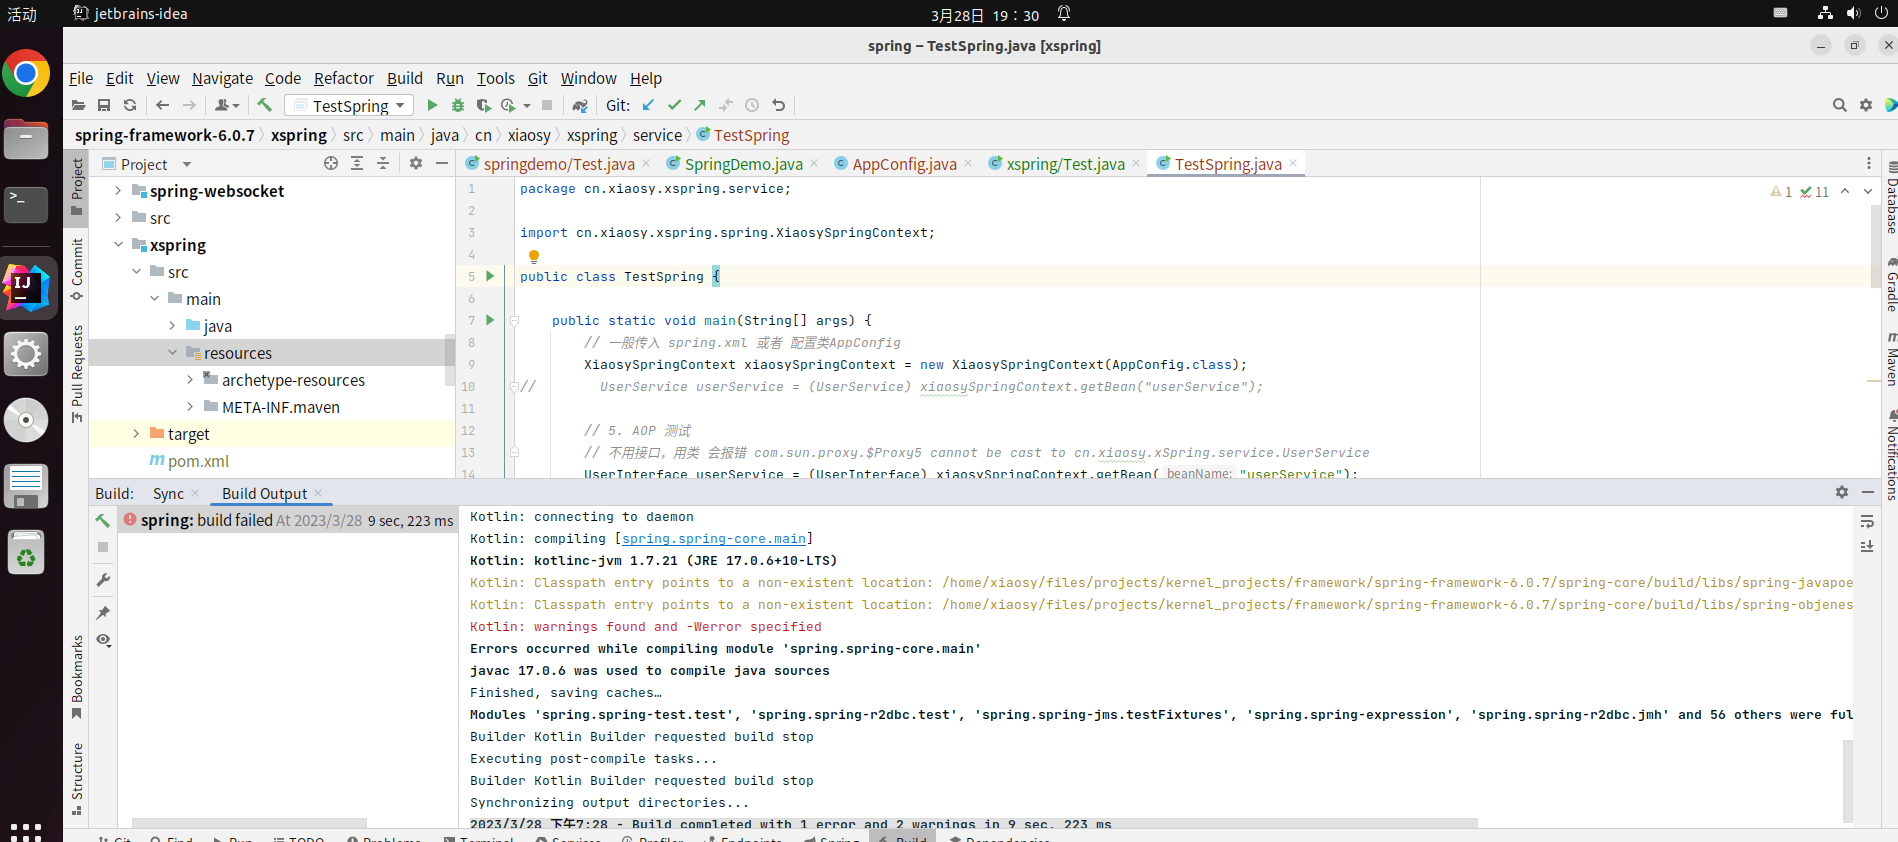 活动
jetbrains-idea
3月28日 19：30
spring – TestSpring.java [xspring]
File Edit View Navigate Code Refactor Build Run Tools Git Window Help
TestSpring
Git:
spring-framework-6.0.7 〉 xspring 〉 src 〉 main 〉 java 〉 cn 〉 xiaosy 〉 xspring 〉 service 〉 TestSpring
Project
springdemo/Test.java
SpringDemo.java
AppConfig.java
xspring/Test.java
TestSpring.java
Project
Commit
Pull Requests
Bookmarks
Structure
spring-websocket
src
xspring
src
main
java
resources
archetype-resources
META-INF.maven
target
pom.xml
1 package cn.xiaosy.xspring.service;
2
3 import cn.xiaosy.xspring.spring.XiaosySpringContext;
4
5 public class TestSpring {
6
7 public static void main(String[] args) {
8 // 一般传入 spring.xml 或者 配置类AppConfig
9 XiaosySpringContext xiaosySpringContext = new XiaosySpringContext(AppConfig.class);
10 // UserService userService = (UserService) xiaosySpringContext.getBean("userService");
11
12 // 5. AOP 测试
13 // 不用接口，用类 会报错 com.sun.proxy.$Proxy5 cannot be cast to cn.xiaosy.xSpring.service.UserService
14 UserInterface userService = (UserInterface) xiaosySpringContext.getBean( beanName: "userService");
1 11
Database
Gradle
Maven
Notifications
Build: Sync Build Output
spring: build failed At 2023/3/28 9 sec, 223 ms
Kotlin: connecting to daemon
Kotlin: compiling [spring.spring-core.main]
Kotlin: kotlinc-jvm 1.7.21 (JRE 17.0.6+10-LTS)
Kotlin: Classpath entry points to a non-existent location: /home/xiaosy/files/projects/kernel_projects/framework/spring-framework-6.0.7/spring-core/build/libs/spring-javapoe
Kotlin: Classpath entry points to a non-existent location: /home/xiaosy/files/projects/kernel_projects/framework/spring-framework-6.0.7/spring-core/build/libs/spring-objenes
Kotlin: warnings found and -Werror specified
Errors occurred while compiling module 'spring.spring-core.main'
javac 17.0.6 was used to compile java sources
Finished, saving caches…
Modules 'spring.spring-test.test', 'spring.spring-r2dbc.test', 'spring.spring-jms.testFixtures', 'spring.spring-expression', 'spring.spring-r2dbc.jmh' and 56 others were ful
Builder Kotlin Builder requested build stop
Executing post-compile tasks...
Builder Kotlin Builder requested build stop
Synchronizing output directories...
2023/3/28 下午7:28 - Build completed with 1 error and 2 warnings in 9 sec, 223 ms
Git Find Run TODO Problems Terminal Services Profiler Endpoints Spring Build Dependencies